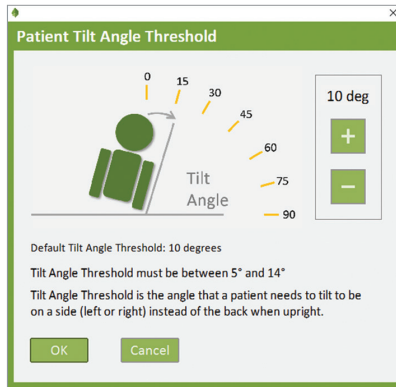 Patient Tilt Angle Threshold
0
15
30
45
60
75
90
Tilt
Angle
10 deg
+
−
Default Tilt Angle Threshold: 10 degrees
Tilt Angle Threshold must be between 5° and 14°
Tilt Angle Threshold is the angle that a patient needs to tilt to be
on a side (left or right) instead of the back when upright.
OK
Cancel